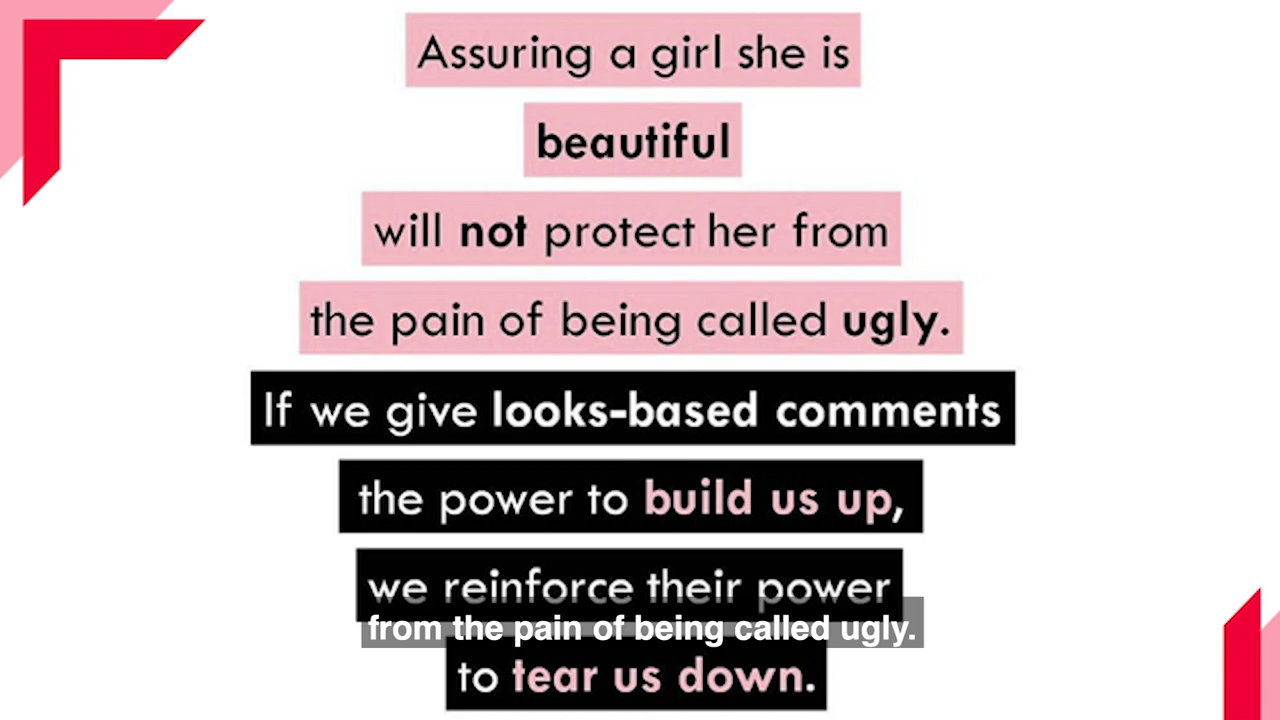 Assuring a girl she is
beautiful
will not protect her from
the pain of being called ugly.
If we give looks-based comments
the power to build us up,
we reinforce their power
from the pain of being called ugly.
to tear us down.